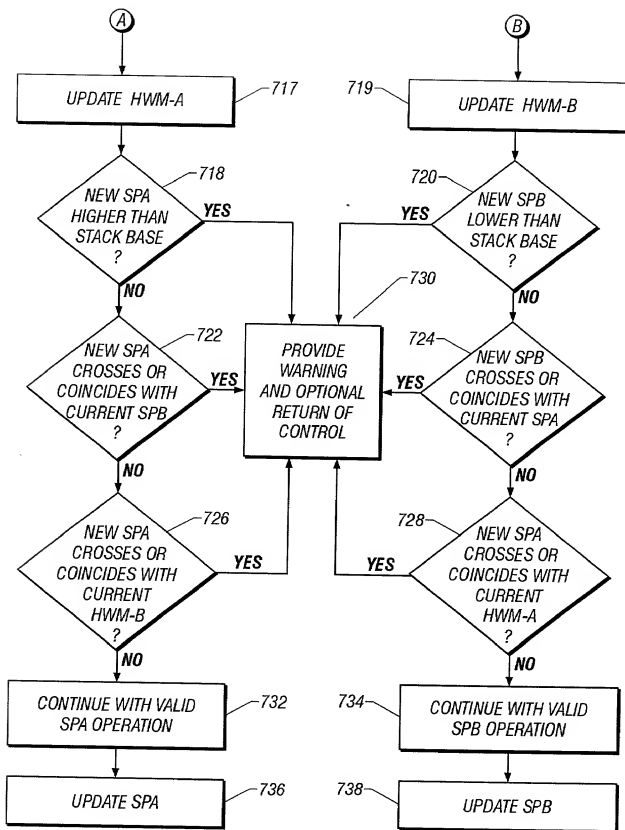 A
B
UPDATE HWM-A
717
719
UPDATE HWM-B
718
NEW SPA
HIGHER THAN
STACK BASE
?
YES
NO
720
NEW SPB
LOWER THAN
STACK BASE
?
YES
NO
730
PROVIDE
WARNING
AND OPTIONAL
RETURN OF
CONTROL
722
NEW SPA
CROSSES OR
COINCIDES WITH
CURRENT SPB
?
YES
NO
724
NEW SPB
CROSSES OR
COINCIDES WITH
CURRENT SPA
?
YES
NO
726
NEW SPA
CROSSES OR
COINCIDES WITH
CURRENT
HWM-B
?
YES
NO
728
NEW SPA
CROSSES OR
COINCIDES WITH
CURRENT
HWM-A
?
YES
NO
CONTINUE WITH VALID
SPA OPERATION
732
734
CONTINUE WITH VALID
SPB OPERATION
UPDATE SPA
736
738
UPDATE SPB